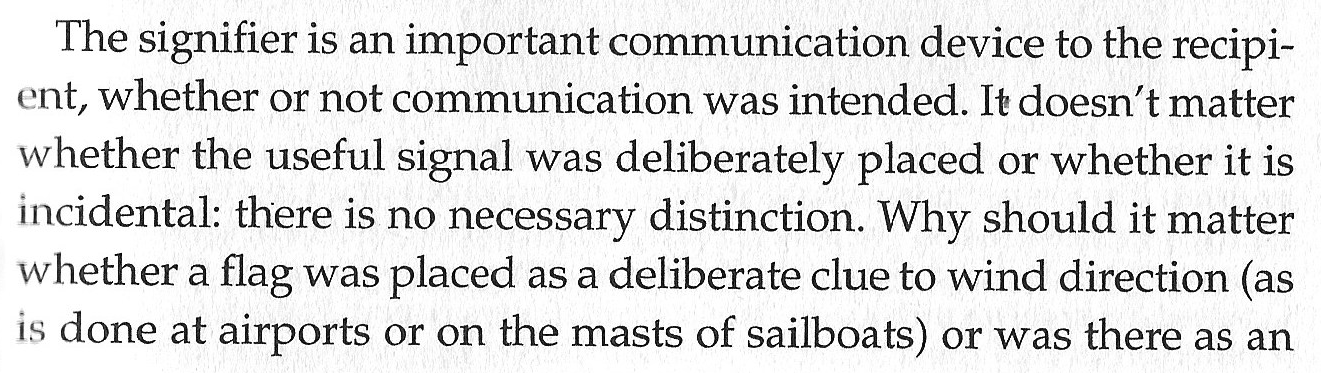 The signifier is an important communication device to the recipi-
ent, whether or not communication was intended. It doesn't matter
whether the useful signal was deliberately placed or whether it is
incidental: there is no necessary distinction. Why should it matter
whether a flag was placed as a deliberate clue to wind direction (as
is done at airports or on the masts of sailboats) or was there as an